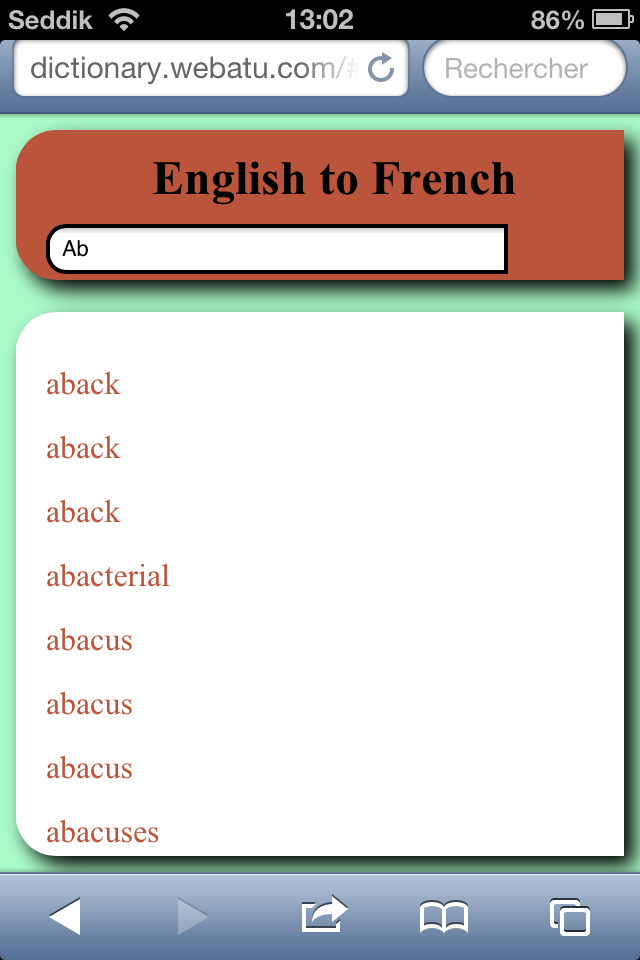 Seddik 13:02 86%
dictionary.webatu.com/# Rechercher
English to French
Ab
aback
aback
aback
abacterial
abacus
abacus
abacus
abacuses